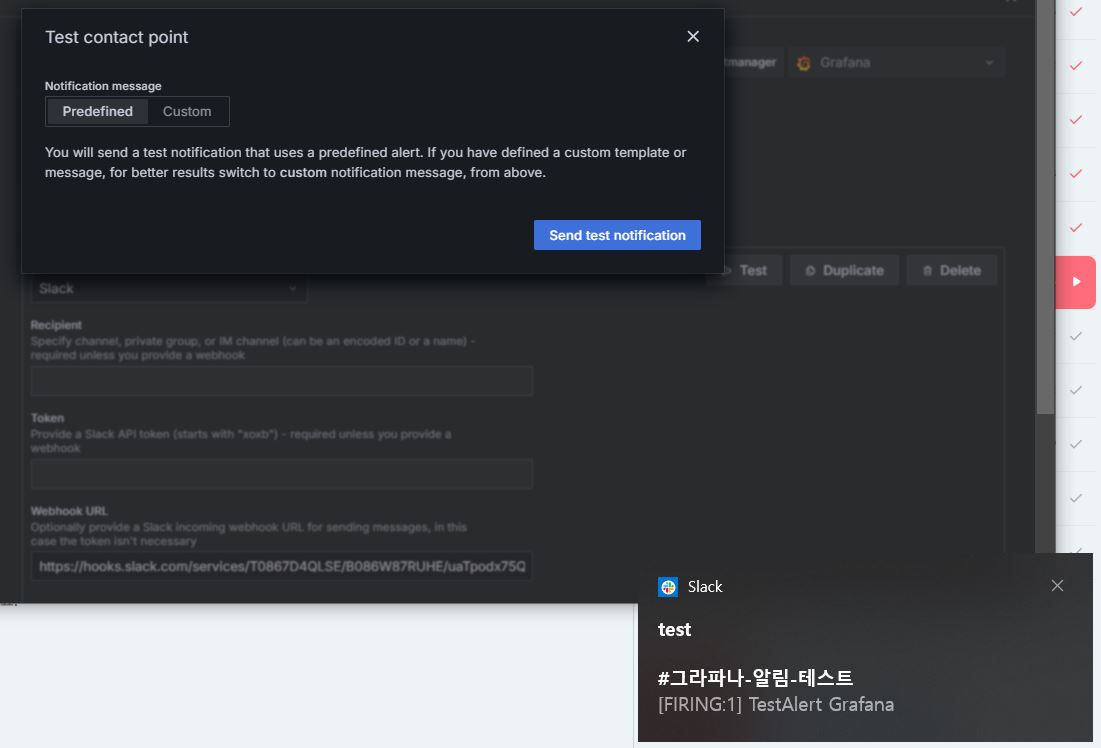 Test contact point
Notification message
Predefined
Custom
You will send a test notification that uses a predefined alert. If you have defined a custom template or
message, for better results switch to custom notification message, from above.
Send test notification
Grafana
Test
Duplicate
Delete
Slack
Recipient
Specify channel, private group, or IM channel (can be an encoded ID or a name) -
required unless you provide a webhook
Token
Provide a Slack API token (starts with "xoxb") - required unless you provide a
webhook
Webhook URL
Optionally provide a Slack incoming webhook URL for sending messages, in this
case the token isn't necessary
https://hooks.slack.com/services/T0867D4QLSE/B086W87RUHE/uaTpodx75Q
Slack
test
#그라파나-알림-테스트
[FIRING:1] TestAlert Grafana